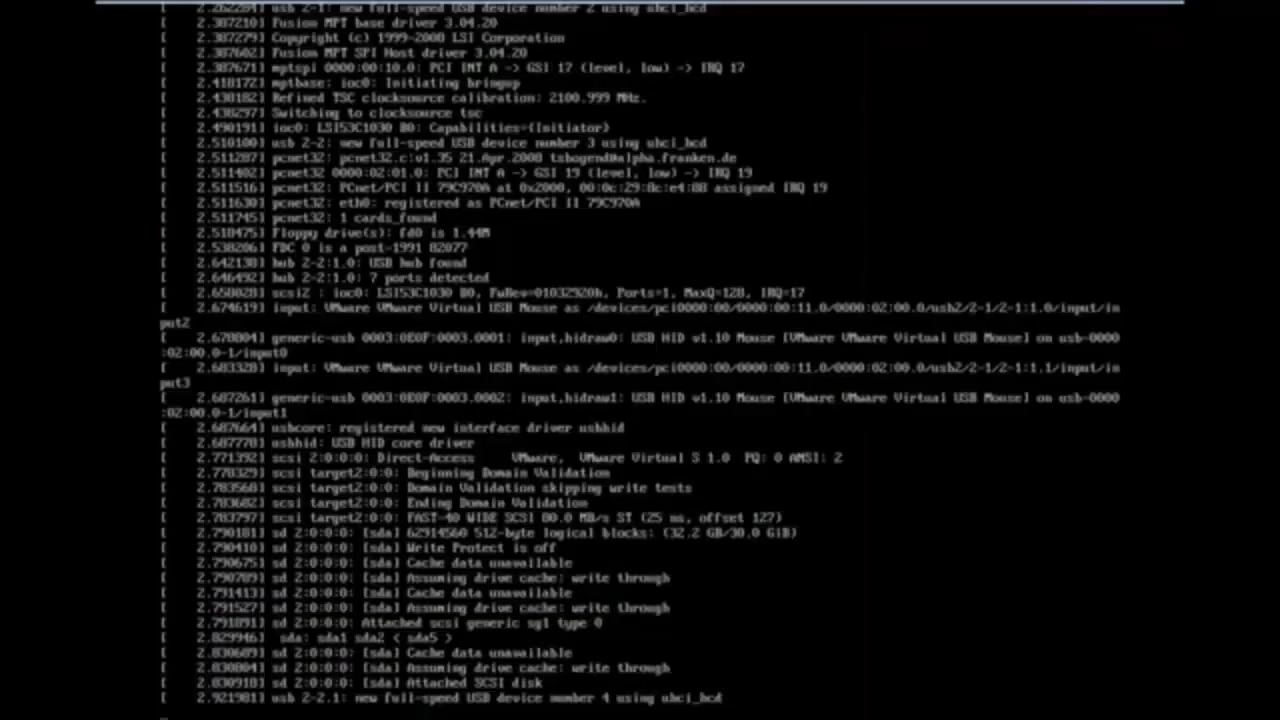 [    2.262284] usb 2-1: new full-speed USB device number 2 using uhci_hcd
[    2.387210] Fusion MPT base driver 3.04.20
[    2.387279] Copyright (c) 1999-2008 LSI Corporation
[    2.387602] Fusion MPT SPI Host driver 3.04.20
[    2.387671] mptspi 0000:00:10.0: PCI INT A -> GSI 17 (level, low) -> IRQ 17
[    2.418172] mptbase: ioc0: Initiating bringup
[    2.438182] Refined TSC clocksource calibration: 2100.999 MHz.
[    2.438297] Switching to clocksource tsc
[    2.490191] ioc0: LSI53C1030 B0: Capabilities={Initiator}
[    2.510100] usb 2-2: new full-speed USB device number 3 using uhci_hcd
[    2.511287] pcnet32: pcnet32.c:v1.35 21.Apr.2008 tsbogend@alpha.franken.de
[    2.511402] pcnet32 0000:02:01.0: PCI INT A -> GSI 19 (level, low) -> IRQ 19
[    2.511516] pcnet32: PCnet/PCI II 79C970A at 0x2000, 00:0c:29:8c:e4:88 assigned IRQ 19
[    2.511630] pcnet32: eth0: registered as PCnet/PCI II 79C970A
[    2.511745] pcnet32: 1 cards_found
[    2.518475] Floppy drive(s): fd0 is 1.44M
[    2.538206] FDC 0 is a post-1991 82077
[    2.642138] hub 2-2:1.0: USB hub found
[    2.646492] hub 2-2:1.0: 7 ports detected
[    2.658028] scsi2 : ioc0: LSI53C1030 B0, FwRev=01032920h, Ports=1, MaxQ=128, IRQ=17
[    2.674619] input: VMware VMware Virtual USB Mouse as /devices/pci0000:00/0000:00:11.0/0000:02:00.0/usb2/2-1/2-1:1.0/input/in
put2
[    2.678804] generic-usb 0003:0E0F:0003.0001: input,hidraw0: USB HID v1.10 Mouse [VMware VMware Virtual USB Mouse] on usb-0000
:02:00.0-1/input0
[    2.683328] input: VMware VMware Virtual USB Mouse as /devices/pci0000:00/0000:00:11.0/0000:02:00.0/usb2/2-1/2-1:1.1/input/in
put3
[    2.687261] generic-usb 0003:0E0F:0003.0002: input,hidraw1: USB HID v1.10 Mouse [VMware VMware Virtual USB Mouse] on usb-0000
:02:00.0-1/input1
[    2.687664] usbcore: registered new interface driver usbhid
[    2.687778] usbhid: USB HID core driver
[    2.771392] scsi 2:0:0:0: Direct-Access     VMware,  VMware Virtual S 1.0  PQ: 0 ANSI: 2
[    2.778329] scsi target2:0:0: Beginning Domain Validation
[    2.783568] scsi target2:0:0: Domain Validation skipping write tests
[    2.783682] scsi target2:0:0: Ending Domain Validation
[    2.783797] scsi target2:0:0: FAST-40 WIDE SCSI 80.0 MB/s ST (25 ns, offset 127)
[    2.790181] sd 2:0:0:0: [sda] 62914560 512-byte logical blocks: (32.2 GB/30.0 GiB)
[    2.790410] sd 2:0:0:0: [sda] Write Protect is off
[    2.790675] sd 2:0:0:0: [sda] Cache data unavailable
[    2.790789] sd 2:0:0:0: [sda] Assuming drive cache: write through
[    2.791413] sd 2:0:0:0: [sda] Cache data unavailable
[    2.791527] sd 2:0:0:0: [sda] Assuming drive cache: write through
[    2.791891] sd 2:0:0:0: Attached scsi generic sg1 type 0
[    2.829946]  sda: sda1 sda2 < sda5 >
[    2.830689] sd 2:0:0:0: [sda] Cache data unavailable
[    2.830804] sd 2:0:0:0: [sda] Assuming drive cache: write through
[    2.830918] sd 2:0:0:0: [sda] Attached SCSI disk
[    2.921981] usb 2-2.1: new full-speed USB device number 4 using uhci_hcd